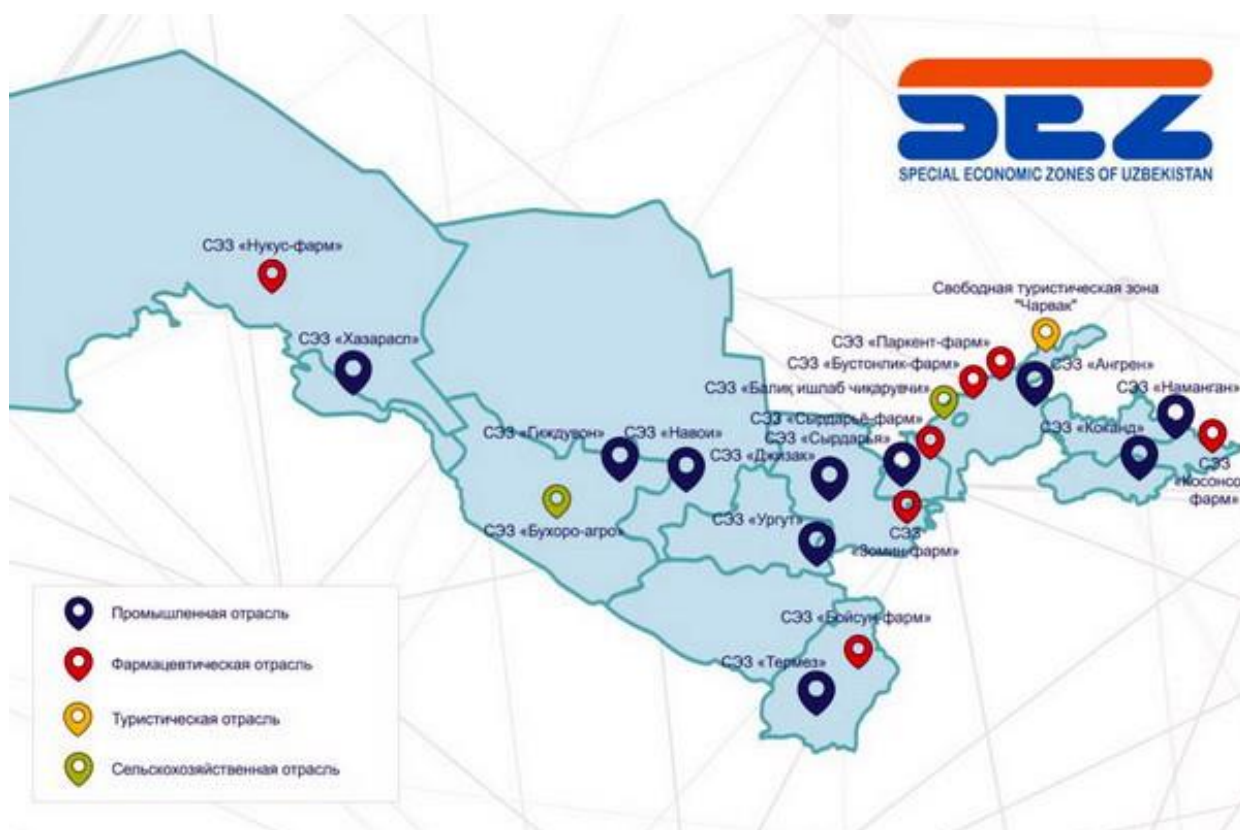 SEZ
SPECIAL ECONOMIC ZONES OF UZBEKISTAN
СЭЗ «Нукус-фарм»
СЭЗ «Хазарасп»
Свободная туристическая зона
"Чарвак"
СЭЗ «Паркент-фарм»
СЭЗ «Бустонлик-фарм»
СЭЗ «Ангрен»
СЭЗ «Балиқ ишлаб чиқарувчи»
СЭЗ «Наманган»
СЭЗ «Сырдарьё-фарм»
СЭЗ «Сырдарья»
СЭЗ «Коканд»
СЭЗ «Гиждувон»
СЭЗ «Навои»
СЭЗ «Джизак»
СЭЗ
«Косонсо
фарм»
СЭЗ «Бухоро-агро»
СЭЗ «Ургут»
СЭЗ
«Зомин-фарм»
СЭЗ «Бойсун-фарм»
СЭЗ «Термез»
Промышленная отрасль
Фармацевтическая отрасль
Туристическая отрасль
Сельскохозяйственная отрасль